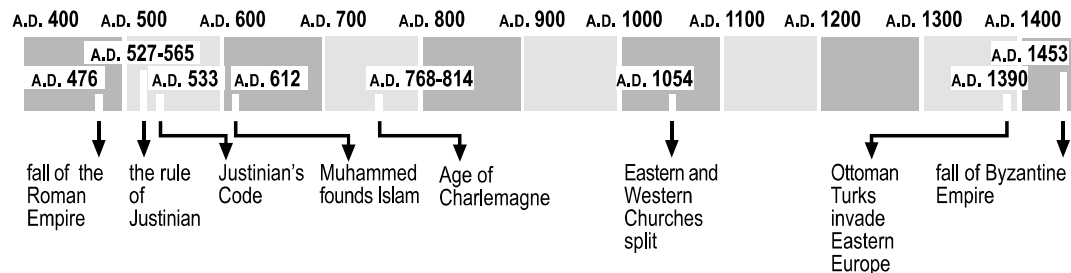 A.D. 400 A.D. 500 A.D. 600 A.D. 700 A.D. 800 A.D. 900 A.D. 1000 A.D. 1100 A.D. 1200 A.D. 1300 A.D. 1400
A.D. 527-565
A.D. 1453
A.D. 476
A.D. 533
A.D. 612
A.D. 768-814
A.D. 1054
A.D. 1390
fall of the
Roman
Empire
the rule
of
Justinian
Justinian's
Code
Muhammed
founds Islam
Age of
Charlemagne
Eastern and
Western
Churches
split
Ottoman
Turks
invade
Eastern
Europe
fall of Byzantine
Empire